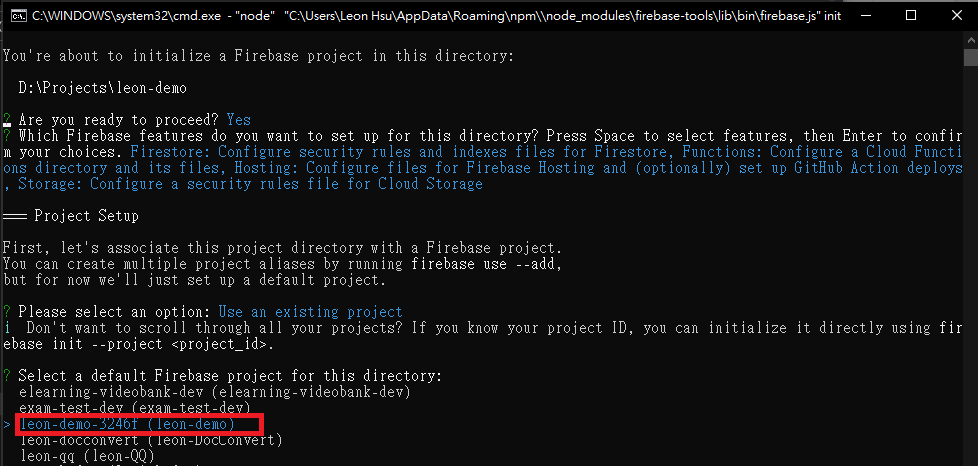 C:\WINDOWS\system32\cmd.exe - "node" "C:\Users\Leon Hsu\AppData\Roaming\npm\\node_modules\firebase-tools\lib\bin\firebase.js" init
You're about to initialize a Firebase project in this directory:
D:\Projects\leon-demo
? Are you ready to proceed? Yes
? Which Firebase features do you want to set up for this directory? Press Space to select features, then Enter to confir
m your choices. Firestore: Configure security rules and indexes files for Firestore, Functions: Configure a Cloud Functi
ons directory and its files, Hosting: Configure files for Firebase Hosting and (optionally) set up GitHub Action deploys
, Storage: Configure a security rules file for Cloud Storage
=== Project Setup
First, let's associate this project directory with a Firebase project.
You can create multiple project aliases by running firebase use --add,
but for now we'll just set up a default project.
? Please select an option: Use an existing project
i  Don't want to scroll through all your projects? If you know your project ID, you can initialize it directly using fir
ebase init --project <project_id>.
? Select a default Firebase project for this directory:
elearning-videobank-dev (elearning-videobank-dev)
exam-test-dev (exam-test-dev)
> leon-demo-3246f (leon-demo)
leon-docconvert (leon-DocConvert)
leon-qq (leon-QQ)